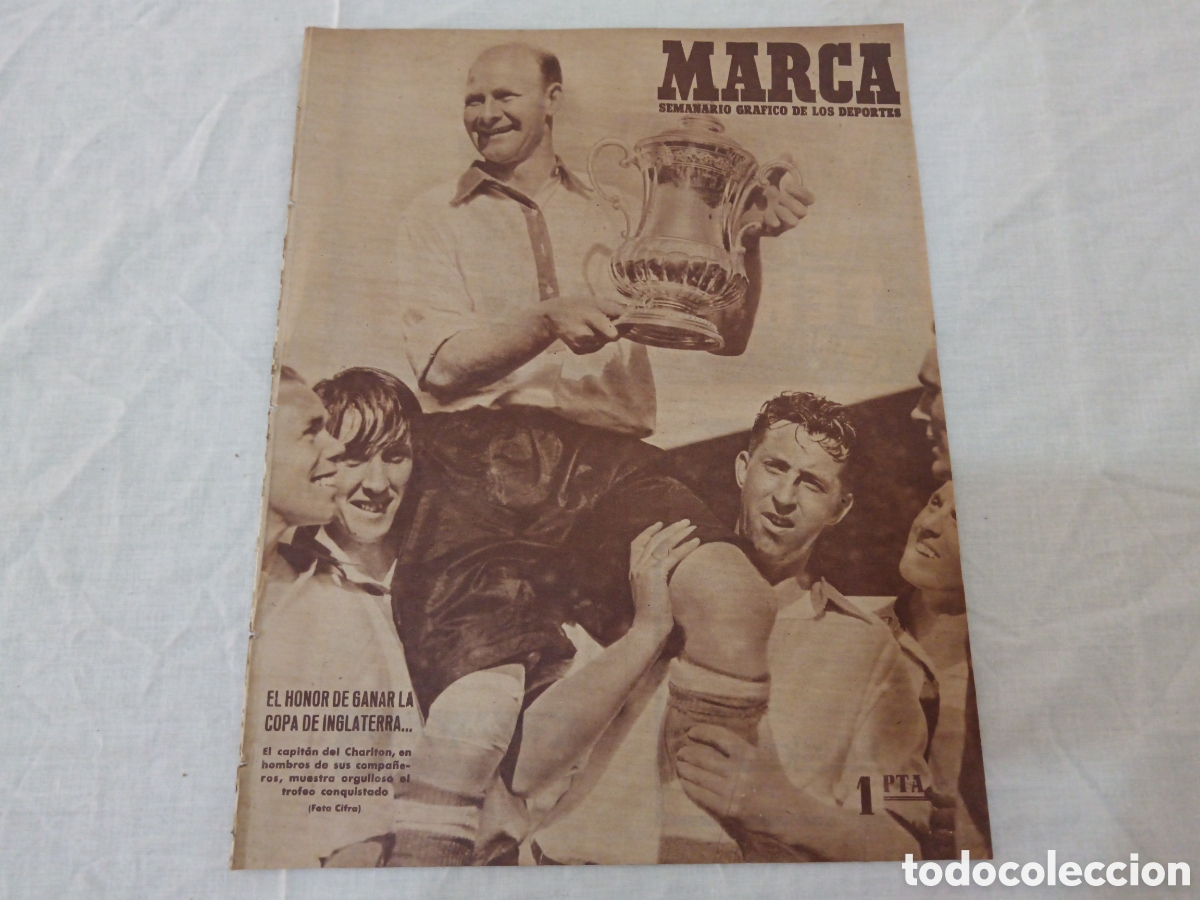 MARCA
SEMANARIO GRAFICO DE LOS DEPORTES
EL HONOR DE GANAR LA
COPA DE INGLATERRA...
El capitán del Charlton, en
hombros de sus compañe-
ros, muestra orgulloso el
trofeo conquistado
(Foto Cifra)
1 PTA
todocoleccion